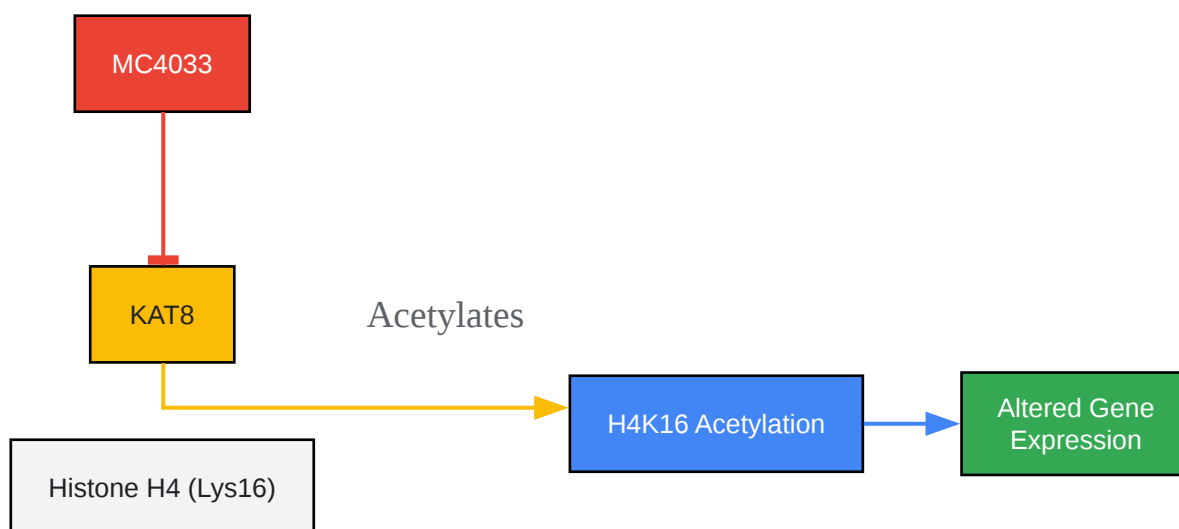 MC4033
KAT8
Acetylates
H4K16 Acetylation
Altered Gene
Expression
Histone H4 (Lys16)